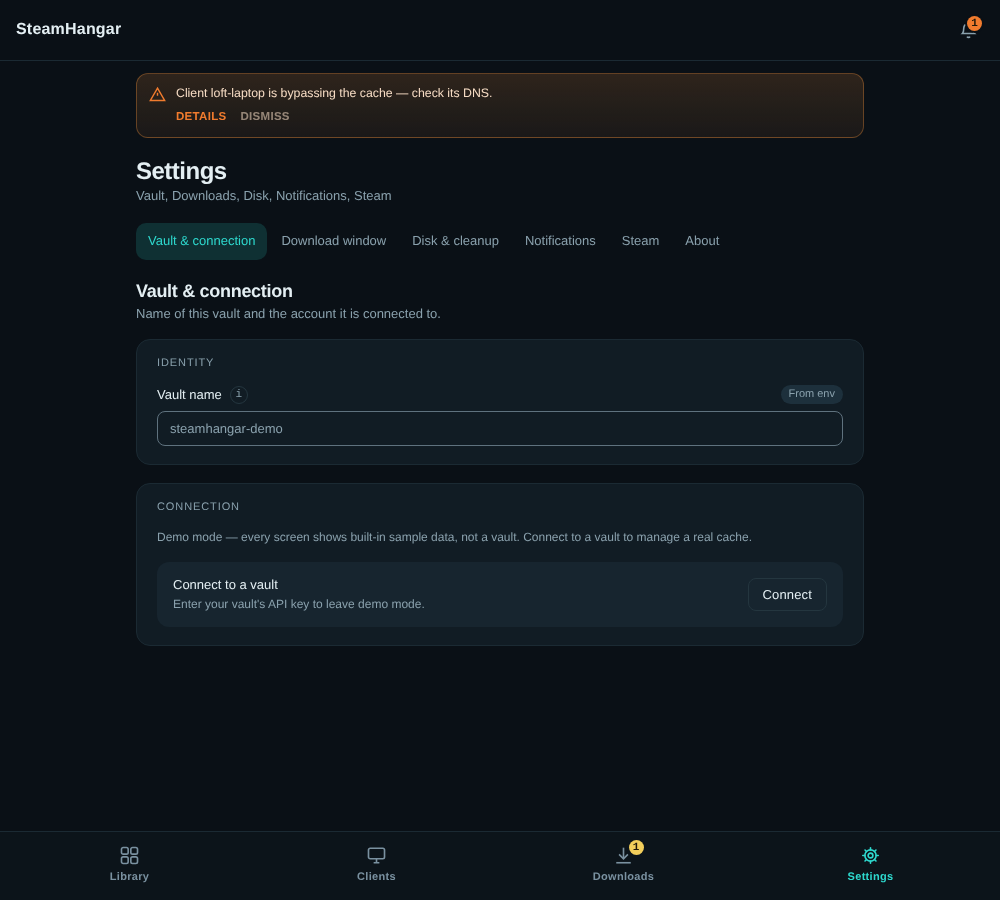 SteamHangar
1
Client loft-laptop is bypassing the cache — check its DNS.
DETAILS DISMISS
Settings
Vault, Downloads, Disk, Notifications, Steam
Vault & connection Download window Disk & cleanup Notifications Steam About
Vault & connection
Name of this vault and the account it is connected to.
IDENTITY
Vault name i From env
steamhangar-demo
CONNECTION
Demo mode — every screen shows built-in sample data, not a vault. Connect to a vault to manage a real cache.
Connect to a vault
Enter your vault's API key to leave demo mode.
Connect
1
Library Clients Downloads Settings